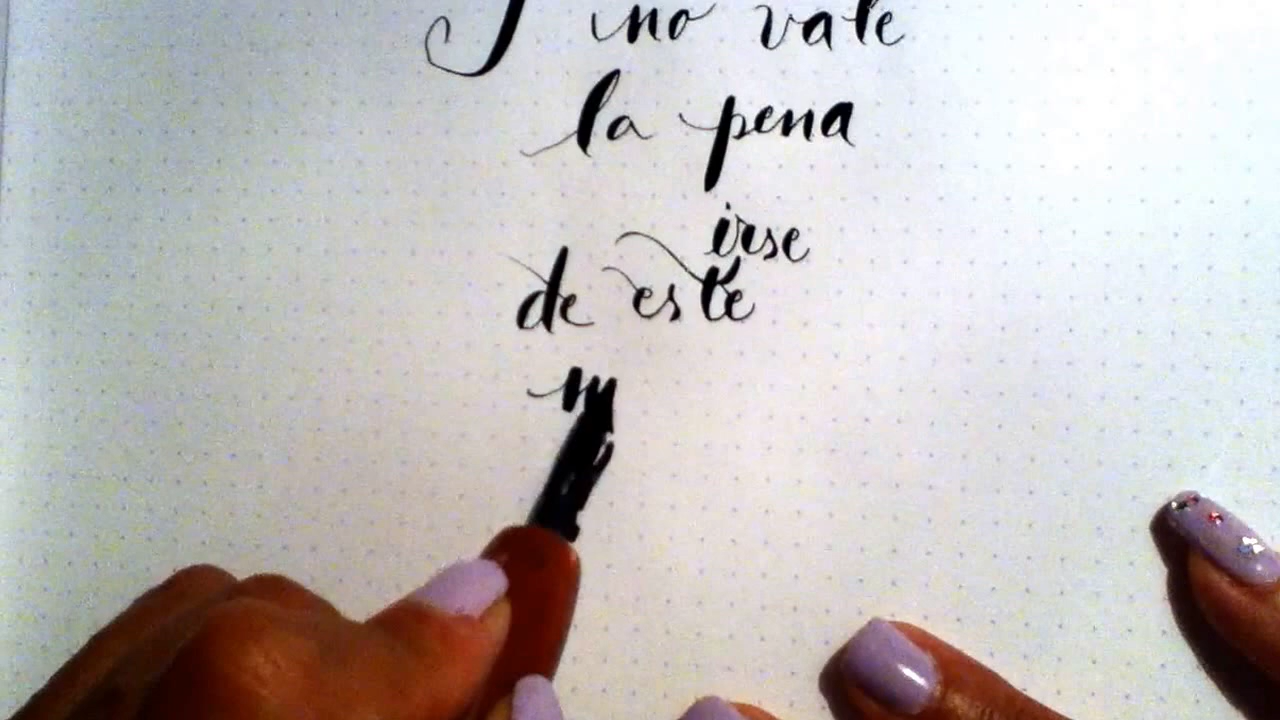 no vale
la pena
irse
de este
m